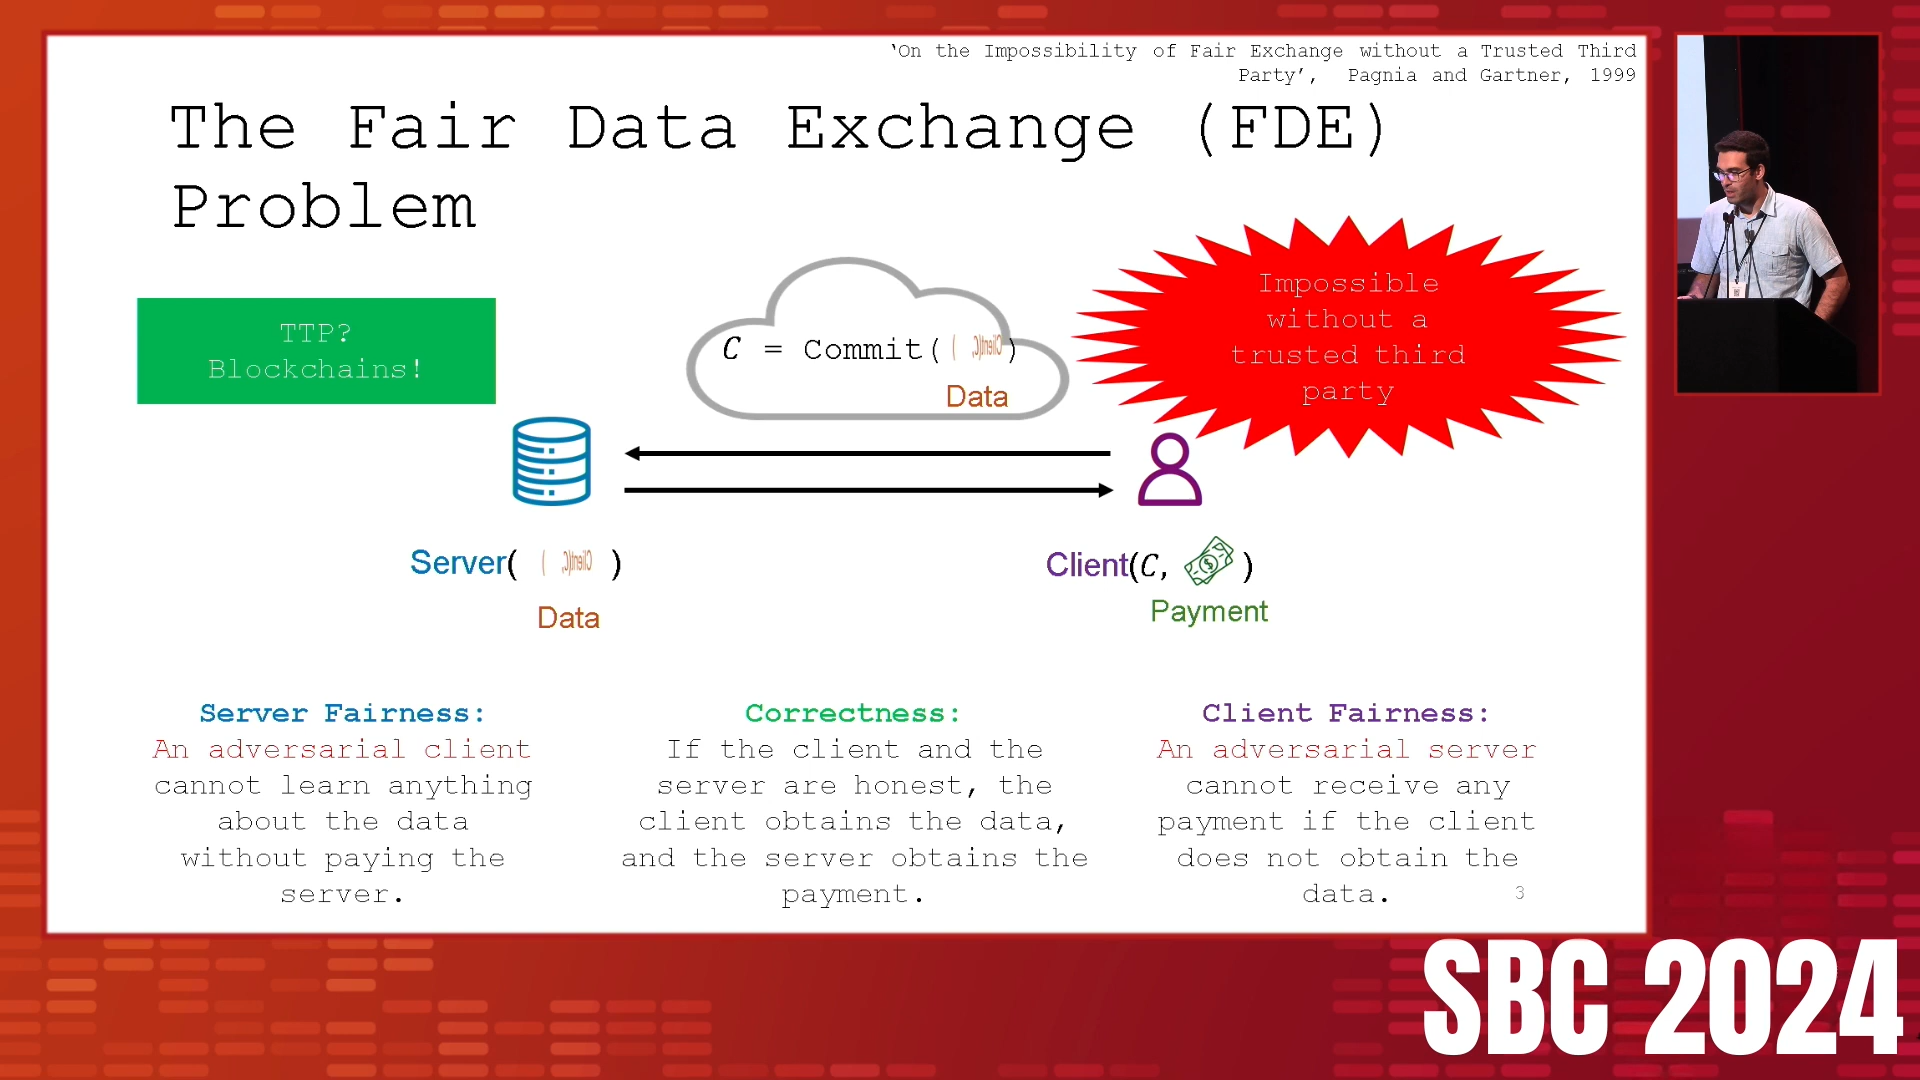 ‘On the Impossibility of Fair Exchange without a Trusted Third
Party’, Pagnia and Gartner, 1999
The Fair Data Exchange (FDE)
Problem
TTP?
Blockchains!
C = Commit( )
Data
Impossible
without a
trusted third
party
Server( )
Data
Client(C, )
Payment
Server Fairness:
An adversarial client
cannot learn anything
about the data
without paying the
server.
Correctness:
If the client and the
server are honest, the
client obtains the data,
and the server obtains the
payment.
Client Fairness:
An adversarial server
cannot receive any
payment if the client
does not obtain the
data.
3
SBC 2024